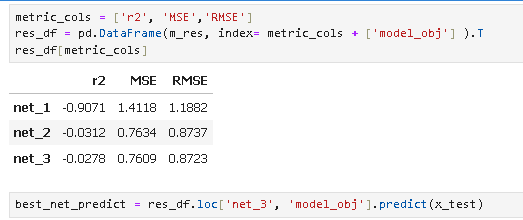 metric_cols = ['r2', 'MSE','RMSE']
res_df = pd.DataFrame(m_res, index= metric_cols + ['model_obj'] ).T
res_df[metric_cols]
r2 MSE RMSE
net_1 -0.9071 1.4118 1.1882
net_2 -0.0312 0.7634 0.8737
net_3 -0.0278 0.7609 0.8723
best_net_predict = res_df.loc['net_3', 'model_obj'].predict(x_test)